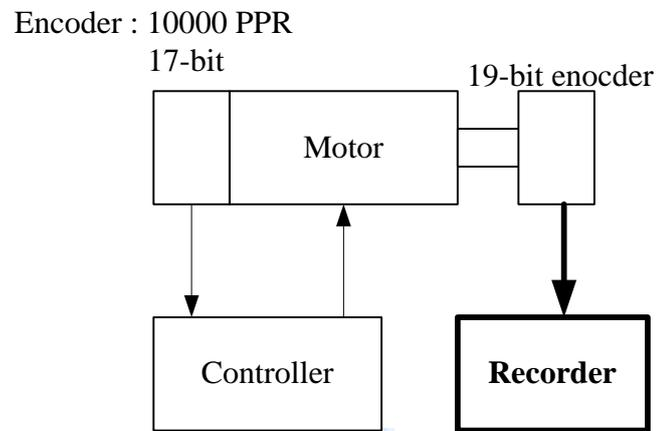 Encoder : 10000 PPR
17-bit
19-bit enocder
Motor
Controller
Recorder